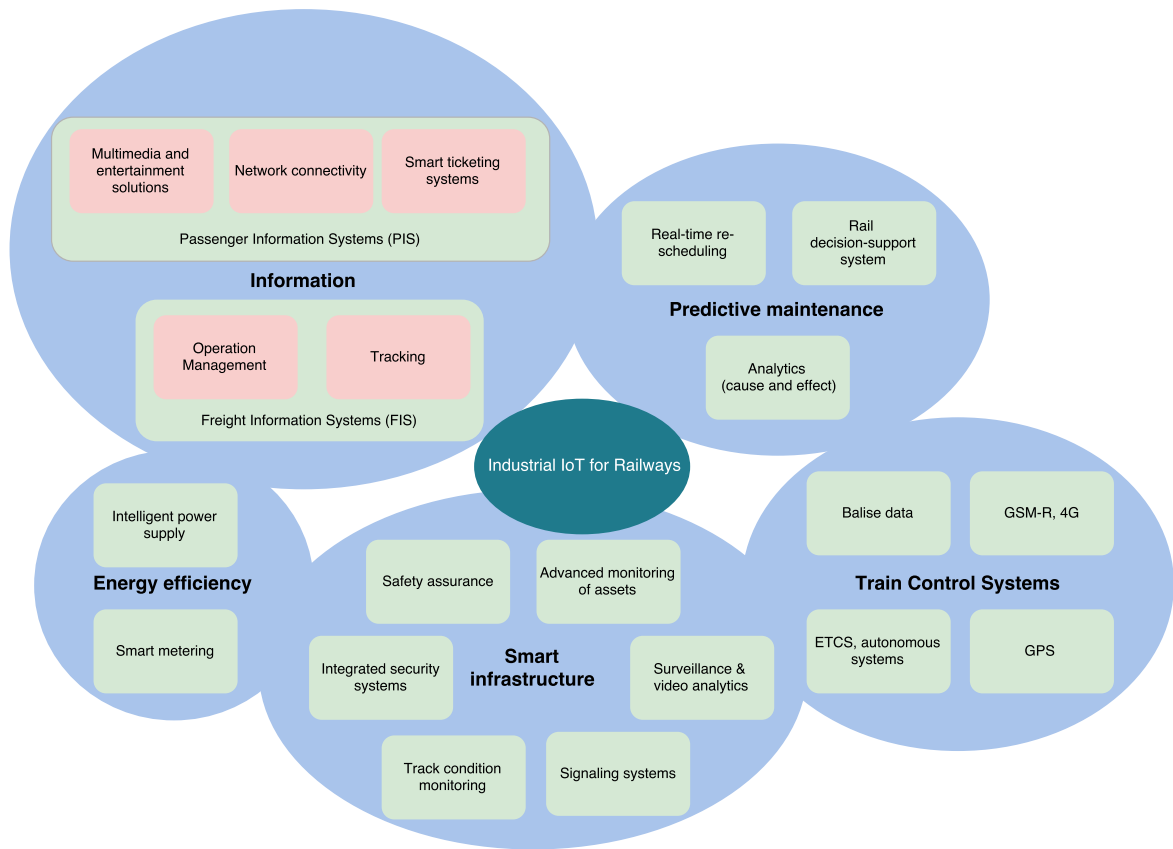 Multimedia and
entertainment
solutions
Network connectivity
Smart ticketing
systems
Passenger Information Systems (PIS)
Information
Operation
Management
Tracking
Freight Information Systems (FIS)
Real-time re-
scheduling
Rail
decision-support
system
Predictive maintenance
Analytics
(cause and effect)
Industrial IoT for Railways
Intelligent power
supply
Energy efficiency
Smart metering
Safety assurance
Advanced monitoring
of assets
Integrated security
systems
Smart
infrastructure
Surveillance &
video analytics
Track condition
monitoring
Signaling systems
Balise data
GSM-R, 4G
Train Control Systems
ETCS, autonomous
systems
GPS